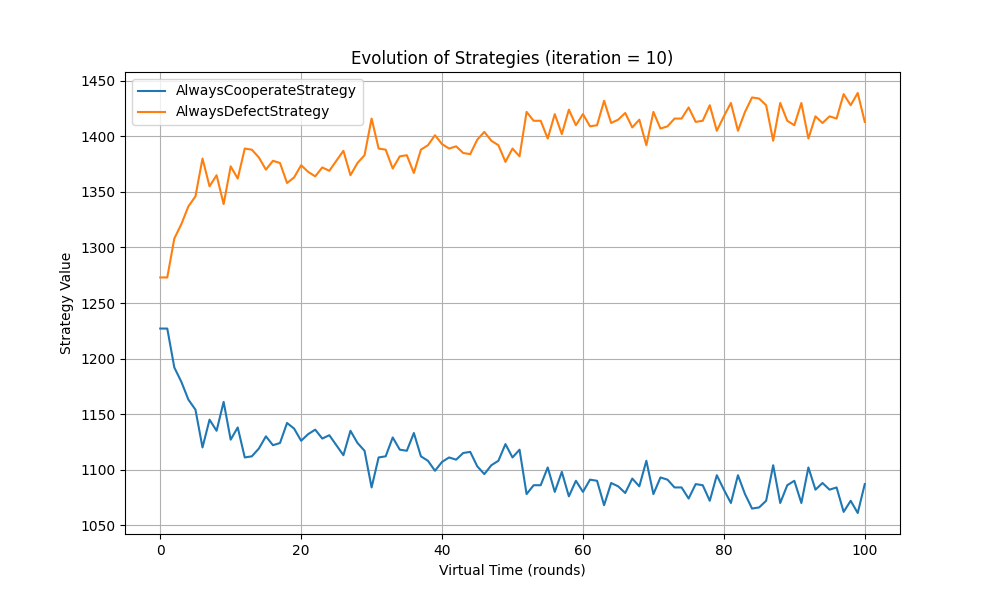 Evolution of Strategies (iteration = 10)
AlwaysCooperateStrategy
AlwaysDefectStrategy
Strategy Value
1450
1400
1350
1300
1250
1200
1150
1100
1050
0 20 40 60 80 100
Virtual Time (rounds)